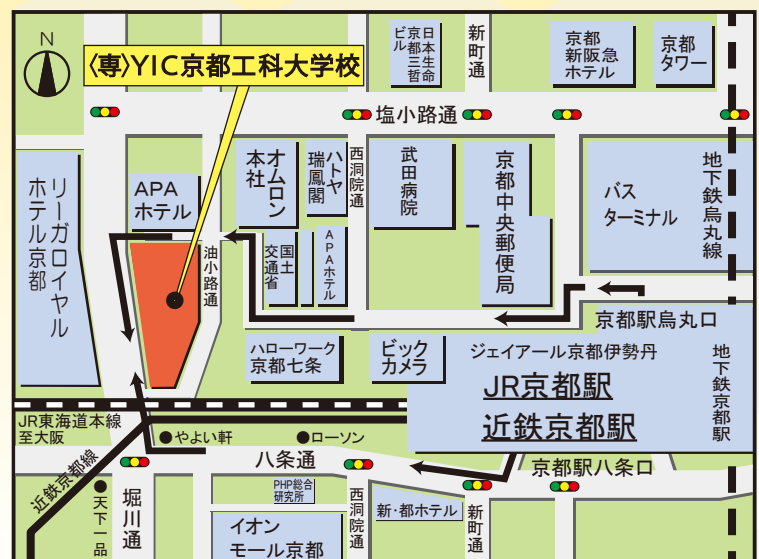 N
〈専〉YIC京都工科大学校
日本生命
京都三哲
ビル
新町通
京都
新阪急
ホテル
京都
タワー
塩小路通
リーガロイヤル
ホテル京都
APA
ホテル
オムロン
本社
ハトヤ
瑞鳳閣
西洞院通
武田病院
京都中央郵便局
バス
ターミナル
地下鉄烏丸線
油小路通
国土
交通省
APAホテル
京都駅烏丸口
ハローワーク
京都七条
ビック
カメラ
ジェイアール京都伊勢丹
JR京都駅
近鉄京都駅
地下鉄京都駅
JR東海道本線
至大阪
やよい軒
ローソン
近鉄京都線
八条通
京都駅八条口
天下一品
堀川通
PHP総合
研究所
イオン
モール京都
西洞院通
新・都ホテル
新町通